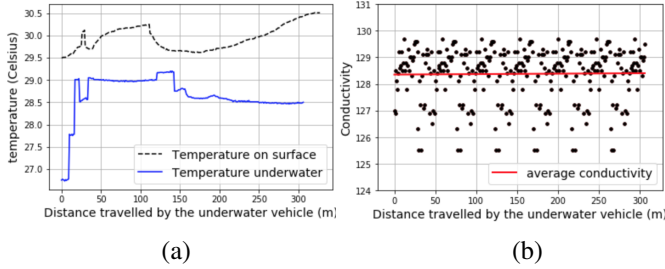 30.5
30.0
29.5
29.0
28.5
28.0
27.5
27.0
temperature (Celsius)
Temperature on surface
Temperature underwater
0 50 100 150 200 250 300
Distance travelled by the underwater vehicle (m)
(a)
131
130
129
128
127
126
125
124
Conductivity
average conductivity
0 50 100 150 200 250 300
Distance travelled by the underwater vehicle (m)
(b)